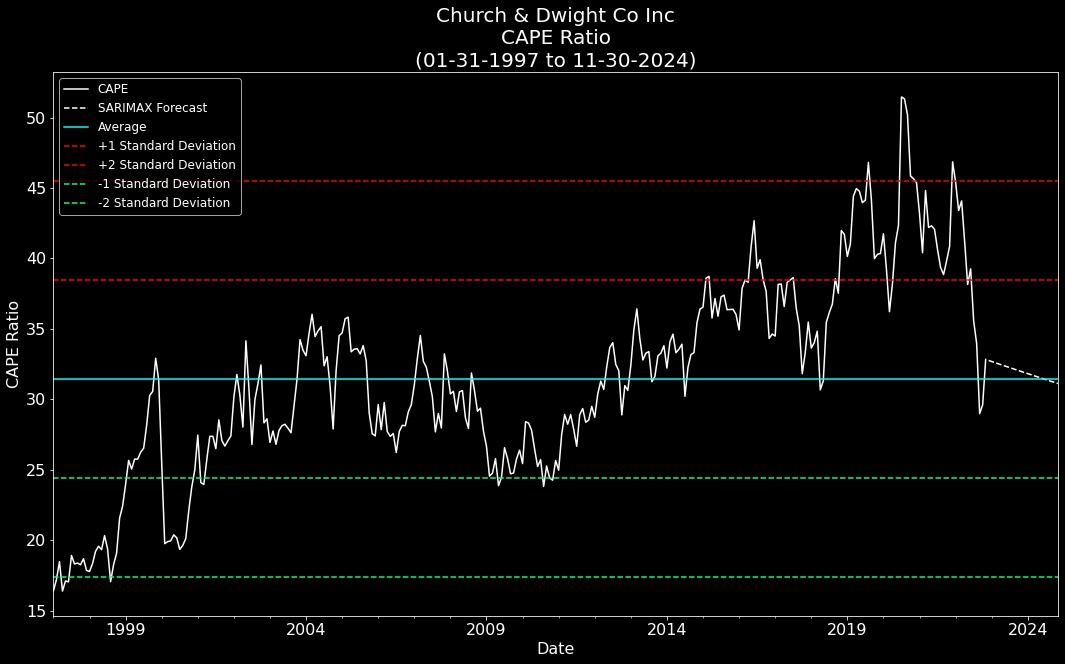 Church & Dwight Co Inc
CAPE Ratio
(01-31-1997 to 11-30-2024)
CAPE
SARIMAX Forecast
Average
+1 Standard Deviation
+2 Standard Deviation
-1 Standard Deviation
-2 Standard Deviation
50
45
40
35
30
25
20
15
CAPE Ratio
1999
2004
2009
2014
2019
2024
Date